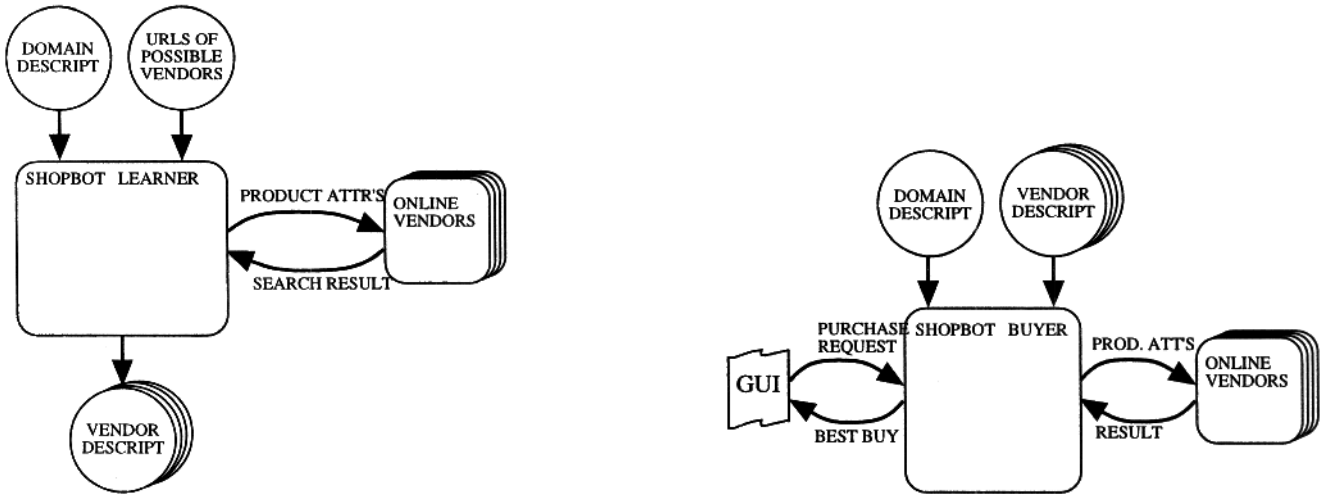 DOMAIN
DESCRIPT
URLS OF
POSSIBLE
VENDORS
SHOPBOT LEARNER
PRODUCT ATTR'S
ONLINE
VENDORS
SEARCH RESULT
VENDOR
DESCRIPT
DOMAIN
DESCRIPT
VENDOR
DESCRIPT
PURCHASE
REQUEST
SHOPBOT BUYER
PROD. ATT'S
ONLINE
VENDORS
GUI
BEST BUY
RESULT